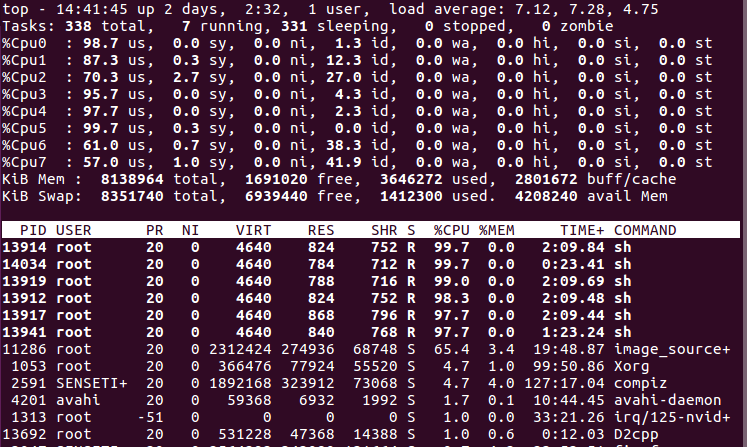 top - 14:41:45 up 2 days,  2:32,  1 user,  load average: 7.12, 7.28, 4.75
Tasks: 338 total,   7 running, 331 sleeping,   0 stopped,   0 zombie
%Cpu0  : 98.7 us,  0.0 sy,  0.0 ni,  1.3 id,  0.0 wa,  0.0 hi,  0.0 si,  0.0 st
%Cpu1  : 87.3 us,  0.3 sy,  0.0 ni, 12.3 id,  0.0 wa,  0.0 hi,  0.0 si,  0.0 st
%Cpu2  : 70.3 us,  2.7 sy,  0.0 ni, 27.0 id,  0.0 wa,  0.0 hi,  0.0 si,  0.0 st
%Cpu3  : 95.7 us,  0.0 sy,  0.0 ni,  4.3 id,  0.0 wa,  0.0 hi,  0.0 si,  0.0 st
%Cpu4  : 97.7 us,  0.0 sy,  0.0 ni,  2.3 id,  0.0 wa,  0.0 hi,  0.0 si,  0.0 st
%Cpu5  : 99.7 us,  0.3 sy,  0.0 ni,  0.0 id,  0.0 wa,  0.0 hi,  0.0 si,  0.0 st
%Cpu6  : 61.0 us,  0.7 sy,  0.0 ni, 38.3 id,  0.0 wa,  0.0 hi,  0.0 si,  0.0 st
%Cpu7  : 57.0 us,  1.0 sy,  0.0 ni, 41.9 id,  0.0 wa,  0.0 hi,  0.0 si,  0.0 st
KiB Mem :  8138964 total,  1691020 free,  3646272 used,  2801672 buff/cache
KiB Swap:  8351740 total,  6939440 free,  1412300 used.  4208240 avail Mem
PID USER      PR  NI    VIRT    RES    SHR S  %CPU %MEM     TIME+ COMMAND
13914 root      20   0    4640    824    752 R  99.7  0.0   2:09.84 sh
14034 root      20   0    4640    784    712 R  99.7  0.0   0:23.41 sh
13919 root      20   0    4640    788    716 R  99.0  0.0   2:09.69 sh
13912 root      20   0    4640    824    752 R  98.3  0.0   2:09.48 sh
13917 root      20   0    4640    868    796 R  97.7  0.0   2:09.44 sh
13941 root      20   0    4640    840    768 R  97.7  0.0   1:23.24 sh
11286 root      20   0 2312424 274936  68748 S  65.4  3.4  19:48.87 image_source+
1053 root      20   0  366476  77924  55520 S   4.7  1.0  99:50.86 Xorg
2591 SENSETI+  20   0 1892168 323912  73068 S   4.7  4.0 127:17.04 compiz
4201 avahi     20   0   59368   6932   1992 S   1.7  0.1  10:44.45 avahi-daemon
1313 root     -51   0       0      0      0 S   1.0  0.0  33:21.26 irq/125-nvid+
13692 root      20   0  531228  47368  14388 S   1.0  0.6   0:12.03 D2cpp